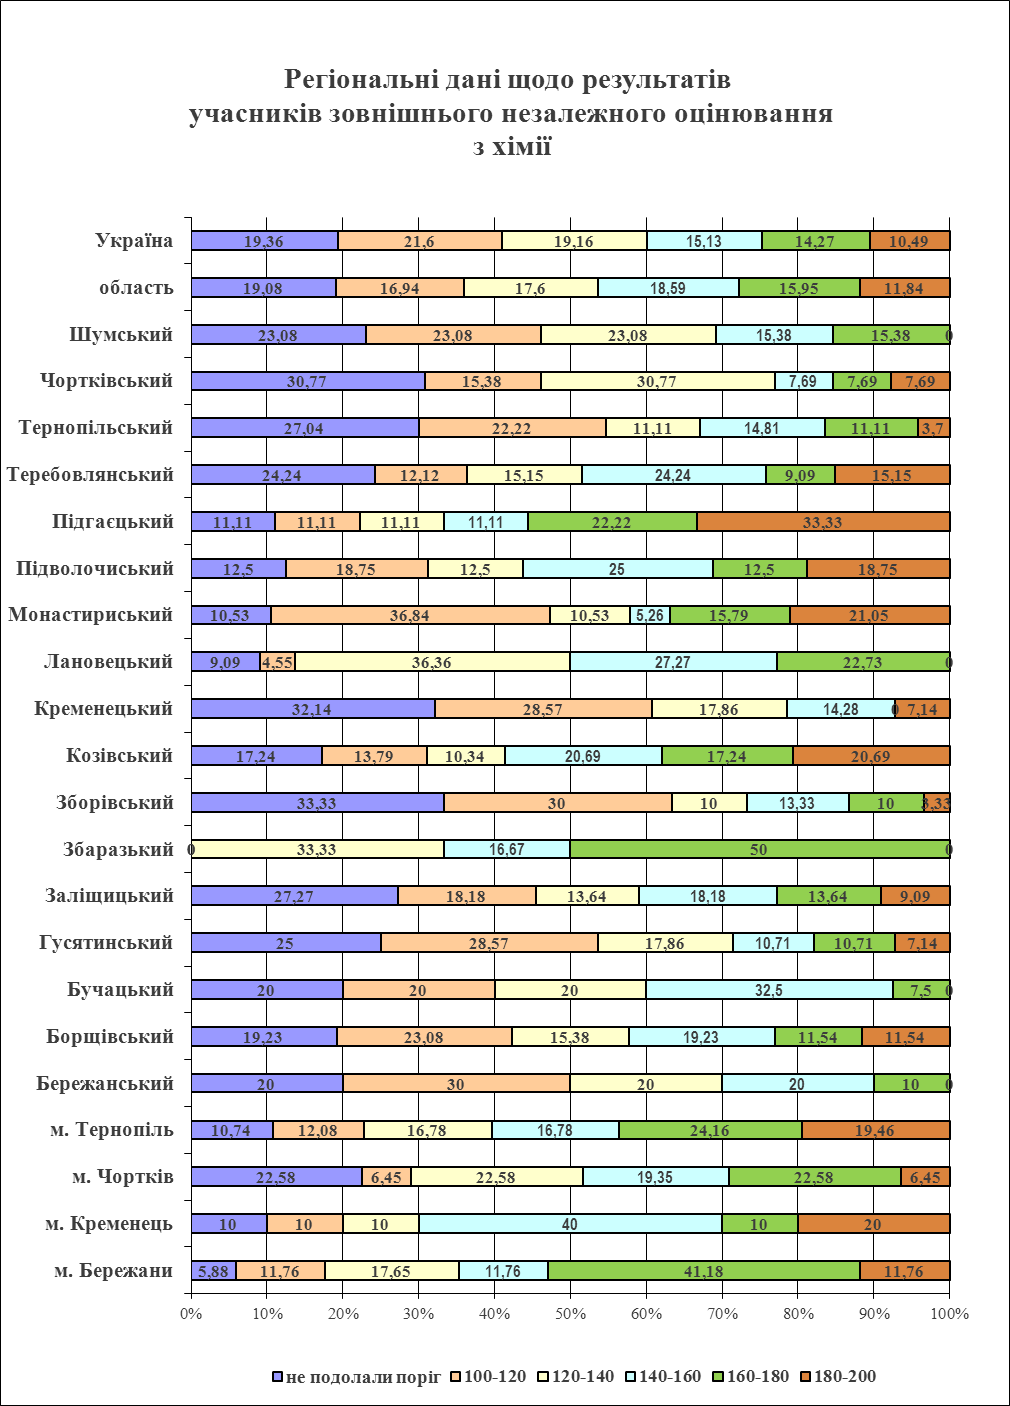 Регіональні дані щодо результатів
учасників зовнішнього незалежного оцінювання
з хімії
Україна 19,36 21,6 19,16 15,13 14,27 10,49
область 19,08 16,94 17,6 18,59 15,95 11,84
Шумський 23,08 23,08 23,08 15,38 15,38 0
Чортківський 30,77 15,38 30,77 7,69 7,69 7,69
Тернопільський 27,04 22,22 11,11 14,81 11,11 3,7
Теребовлянський 24,24 12,12 15,15 24,24 9,09 15,15
Підгаєцький 11,11 11,11 11,11 11,11 22,22 33,33
Підволочиський 12,5 18,75 12,5 25 12,5 18,75
Монастириський 10,53 36,84 10,53 5,26 15,79 21,05
Лановецький 9,09 4,55 36,36 27,27 22,73 0
Кременецький 32,14 28,57 17,86 14,28 0 7,14
Козівський 17,24 13,79 10,34 20,69 17,24 20,69
Зборівський 33,33 30 10 13,33 10 3,33
Збаразький 0 33,33 16,67 50 0
Заліщицький 27,27 18,18 13,64 18,18 13,64 9,09
Гусятинський 25 28,57 17,86 10,71 10,71 7,14
Бучацький 20 20 20 32,5 7,5 0
Борщівський 19,23 23,08 15,38 19,23 11,54 11,54
Бережанський 20 30 20 20 10 0
м. Тернопіль 10,74 12,08 16,78 16,78 24,16 19,46
м. Чортків 22,58 6,45 22,58 19,35 22,58 6,45
м. Кременець 10 10 10 40 10 20
м. Бережани 5,88 11,76 17,65 11,76 41,18 11,76
0% 10% 20% 30% 40% 50% 60% 70% 80% 90% 100%
не подолали поріг 100-120 120-140 140-160 160-180 180-200